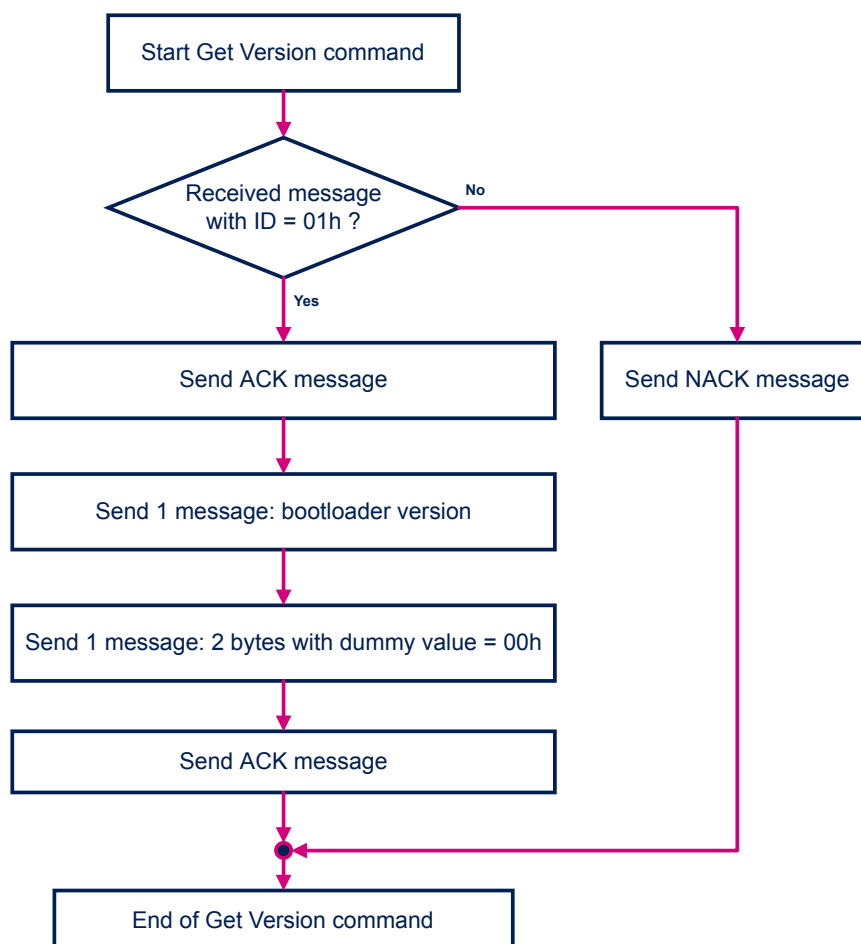 Start Get Version command
Received message
with ID = 01h ?
No
Yes
Send ACK message
Send NACK message
Send 1 message: bootloader version
Send 1 message: 2 bytes with dummy value = 00h
Send ACK message
End of Get Version command